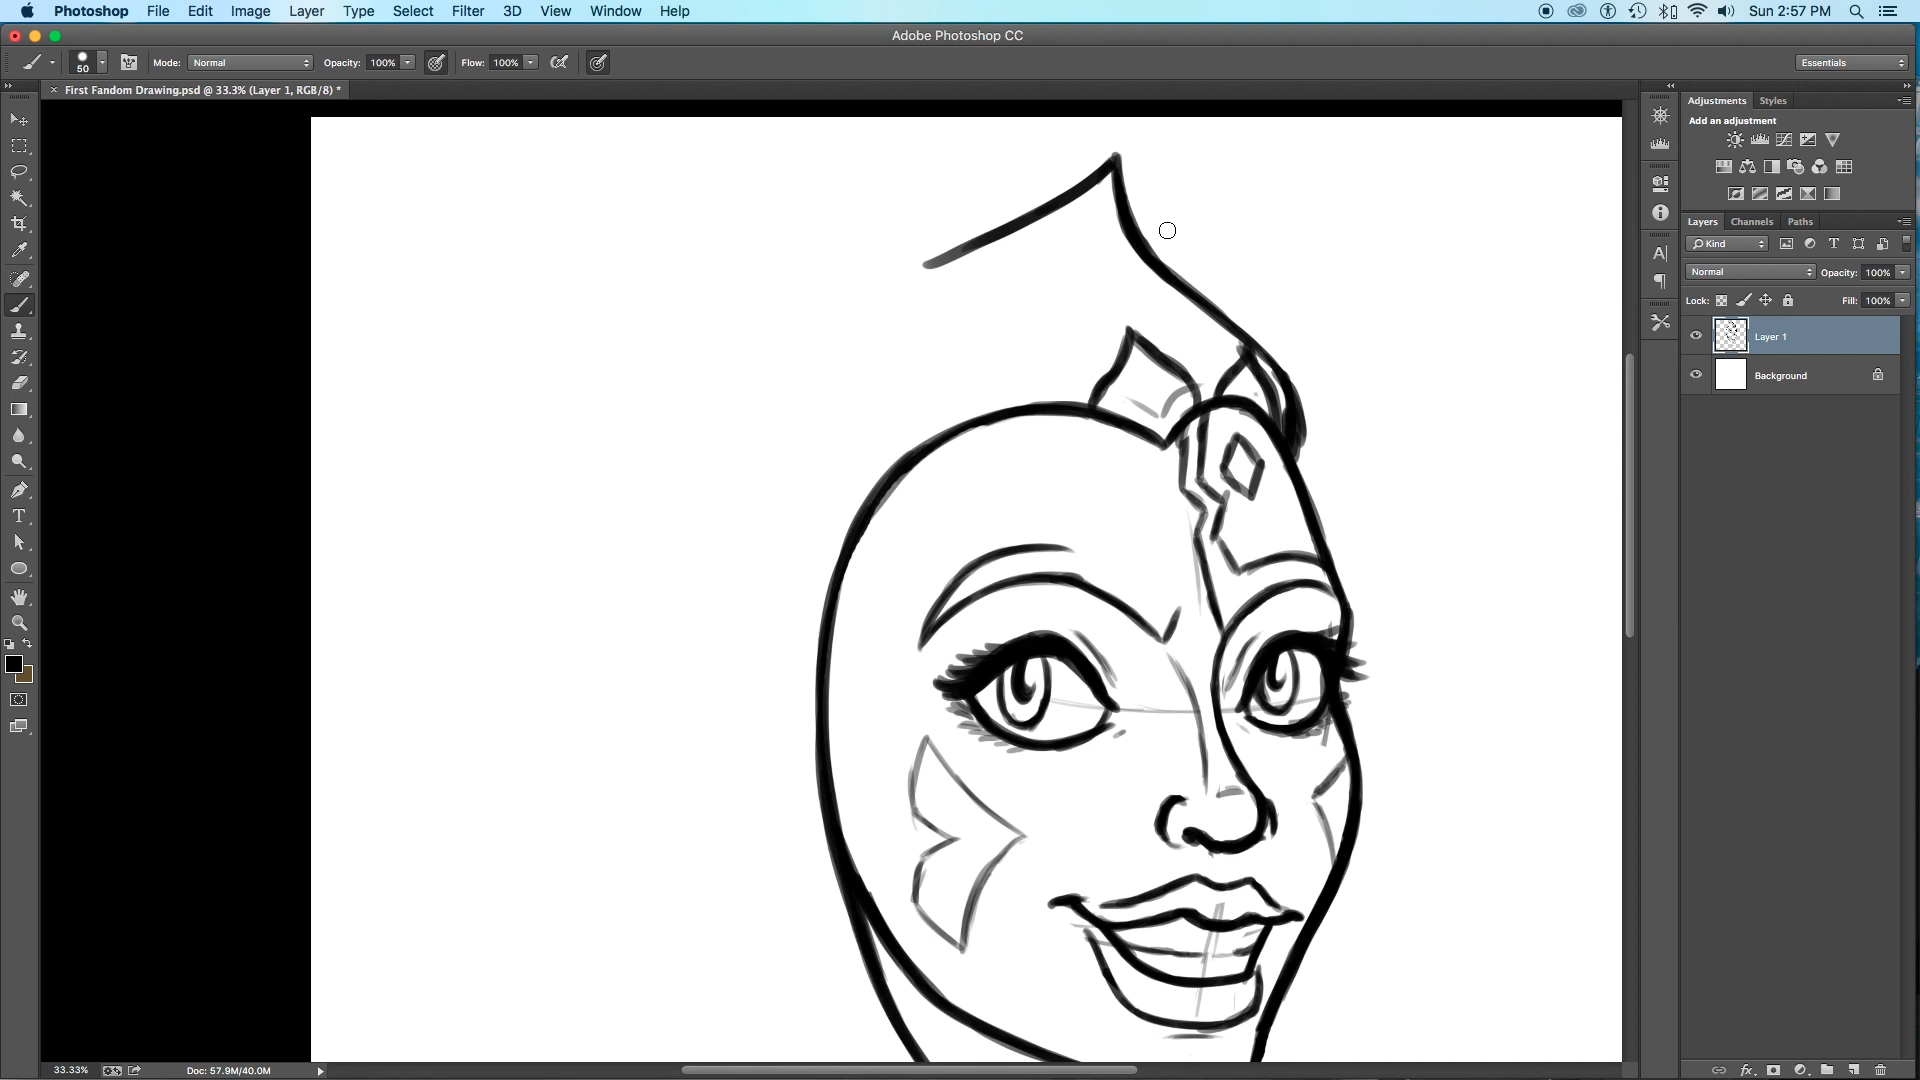 Photoshop File Edit Image Layer Type Select Filter 3D View Window Help Sun 2:57 PM
Adobe Photoshop CC
50 Mode: Normal Opacity: 100% Flow: 100% Essentials
First Fandom Drawing.psd @ 33.3% (Layer 1, RGB/8) *
Adjustments Styles
Add an adjustment
Layers Channels Paths
Kind
Normal Opacity: 100%
Lock: Fill: 100%
Layer 1
Background
33.33% Doc: 57.9M/40.0M